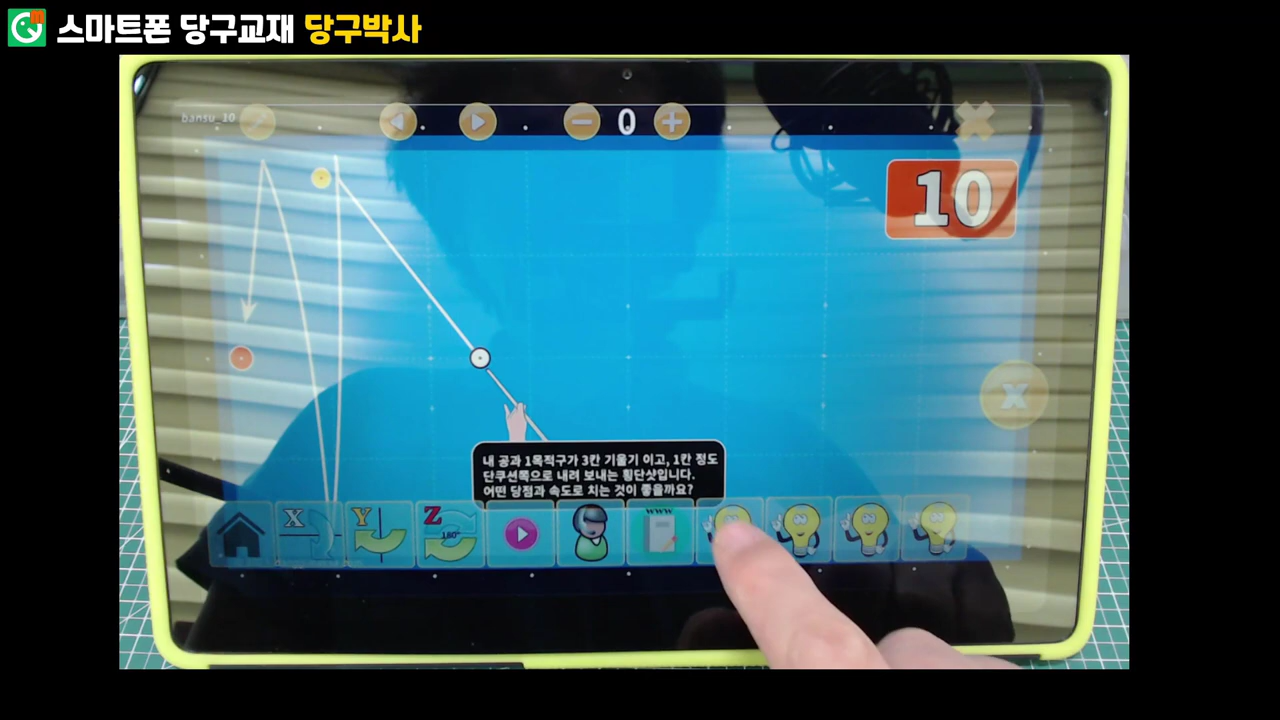 스마트폰 당구교재 당구박사
bansu_10
0
10
X
내 공과 1목적구가 3칸 기울기 이고, 1칸 정도
단쿠션쪽으로 내려 보내는 횡단샷입니다.
어떤 당점과 속도로 치는 것이 좋을까요?
X
Y
Z
180°
WWW